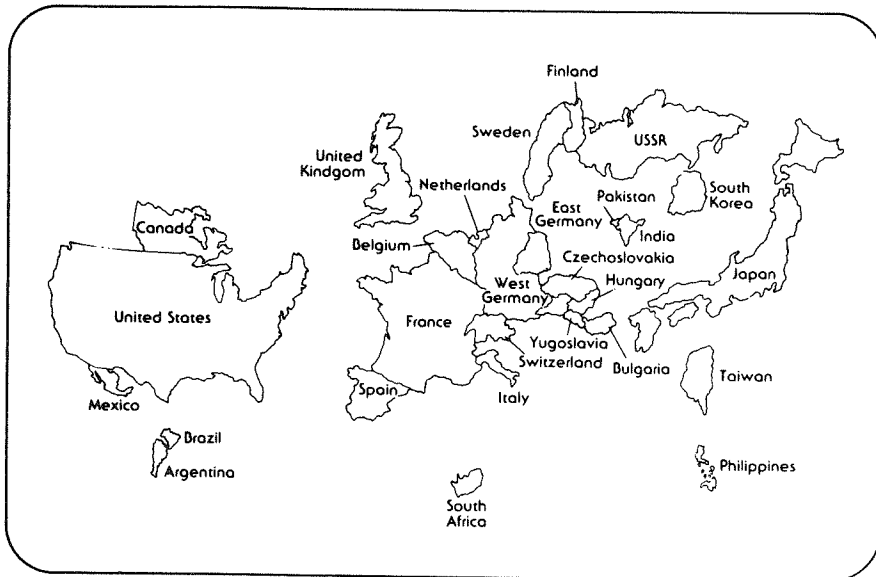 Finland
Sweden
USSR
United
Kindgom
Netherlands
Pakistan
South
Korea
Canada
East
Germany
India
Belgium
Czechoslovakia
Hungary
Japan
West
Germany
United States
France
Yugoslavia
Switzerland
Bulgaria
Taiwan
Spain
Italy
Mexico
Brazil
Argentina
Philippines
South
Africa